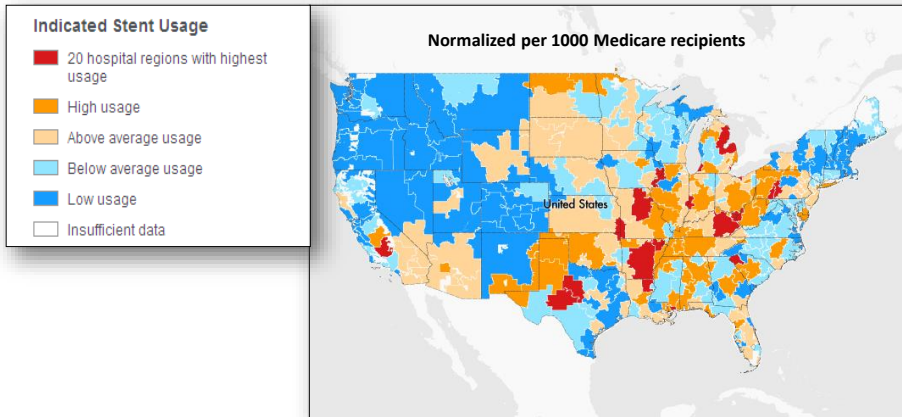 Indicated Stent Usage
20 hospital regions with highest
usage
High usage
Above average usage
Below average usage
Low usage
Insufficient data
Normalized per 1000 Medicare recipients
United States